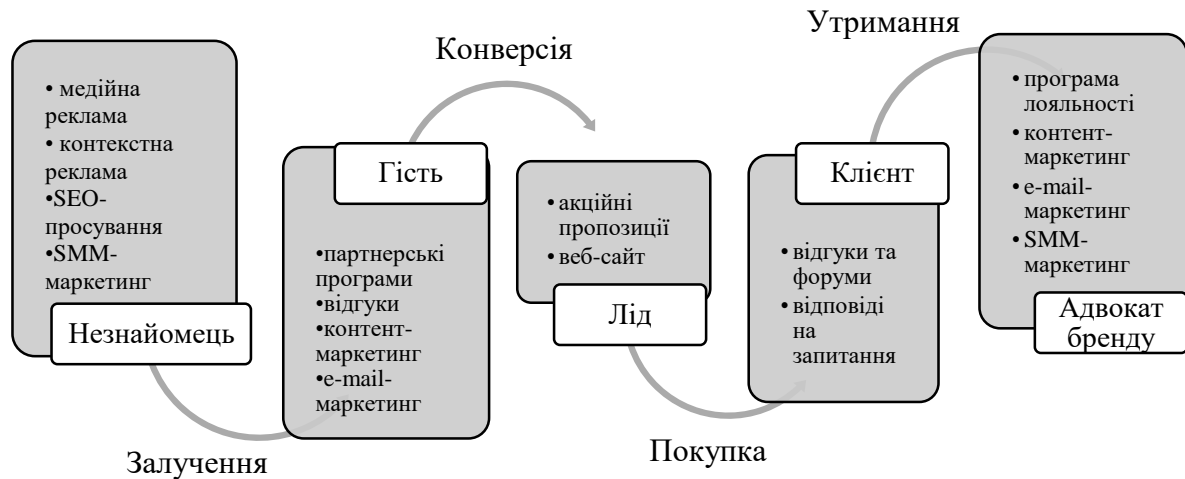 • медійна
реклама
• контекстна
реклама
•SEO-
просування
•SMM-
маркетинг
Незнайомець
Залучення
Гість
•партнерські
програми
•відгуки
•контент-
маркетинг
•e-mail-
маркетинг
Конверсія
• акційні
пропозиції
• веб-сайт
Лід
Покупка
Клієнт
• відгуки та
форуми
• відповіді
на
запитання
Утримання
• програма
лояльності
• контент-
маркетинг
• e-mail-
маркетинг
• SMM-
маркетинг
Адвокат
бренду